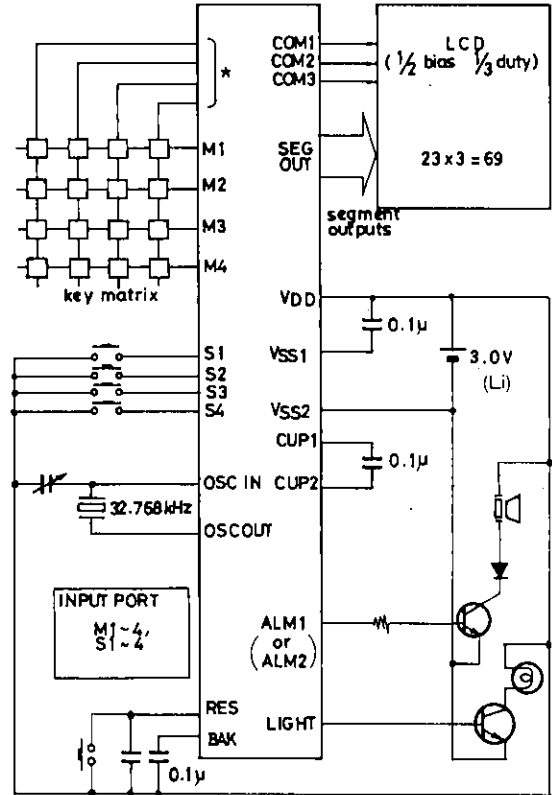 COM1
COM2
COM3
LCD
( 1/2 bias 1/3 duty)
*
M1
M2
M3
M4
key matrix
SEG
OUT
23 x 3 = 69
segment
outputs
VDD
0.1μ
VSS1
3.0V
(Li)
VSS2
S1
S2
S3
S4
CUP1
CUP2
0.1μ
OSC IN
32.768kHz
OSCOUT
INPUT PORT
M1~4,
S1~4
ALM1
( or )
ALM2
RES
BAK
0.1μ
LIGHT